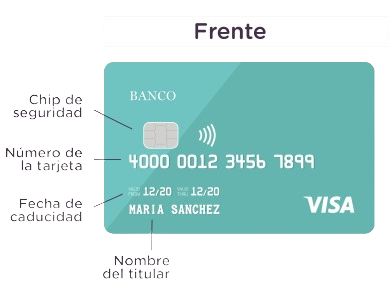 Frente
BANCO
Chip de
seguridad
Número de
la tarjeta
4000 0012 3456 7899
Fecha de
caducidad
VALID FROM 12/20 VALID THRU 12/20
MARIA SANCHEZ
VISA
Nombre
del titular